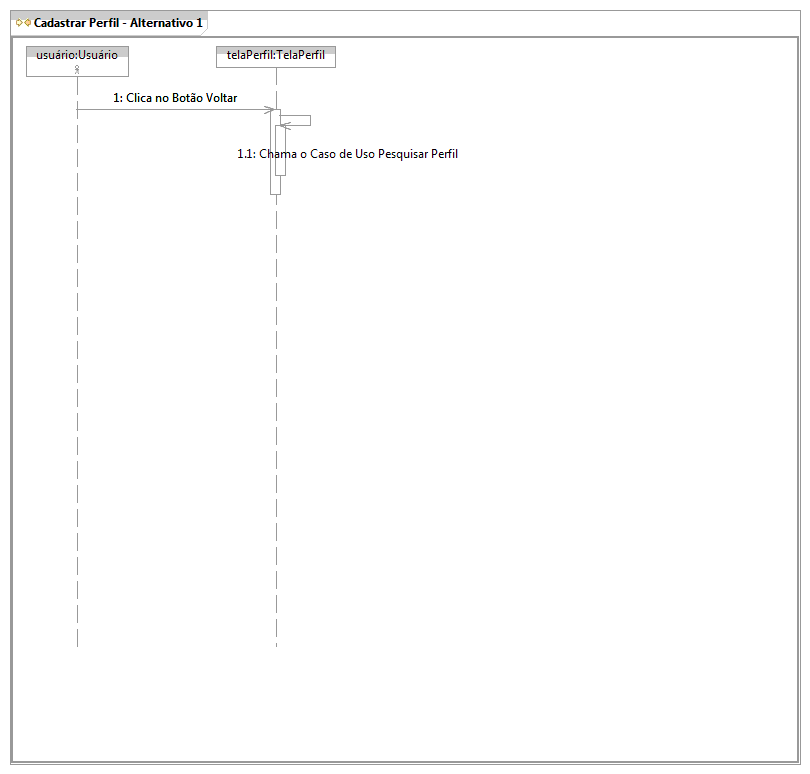 Cadastrar Perfil - Alternativo 1
usuário:Usuário
telaPerfil:TelaPerfil
1: Clica no Botão Voltar
1.1: Chama o Caso de Uso Pesquisar Perfil